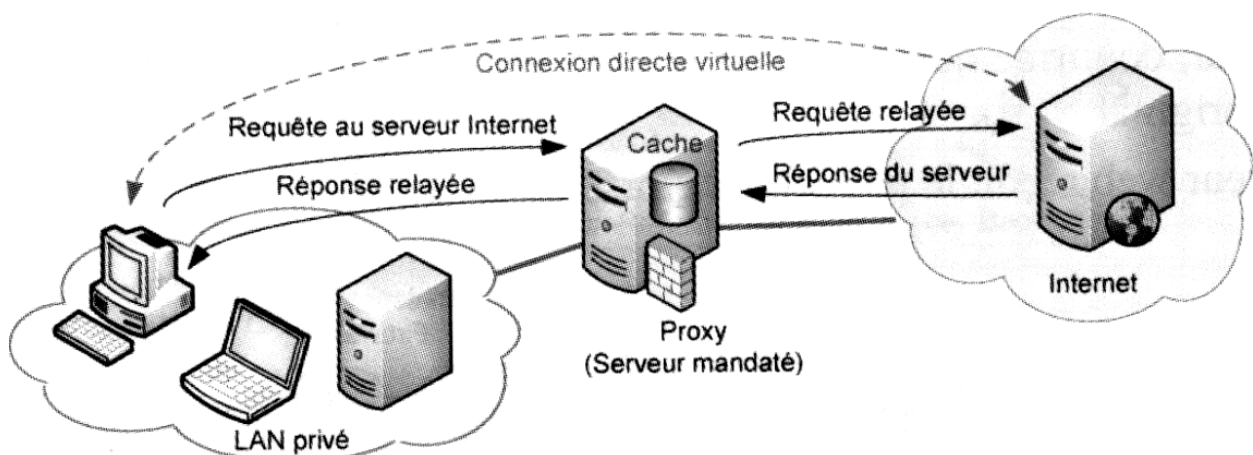 Connexion directe virtuelle
Requête au serveur Internet
Requête relayée
Cache
Réponse relayée
Réponse du serveur
Internet
Proxy
(Serveur mandaté)
LAN privé